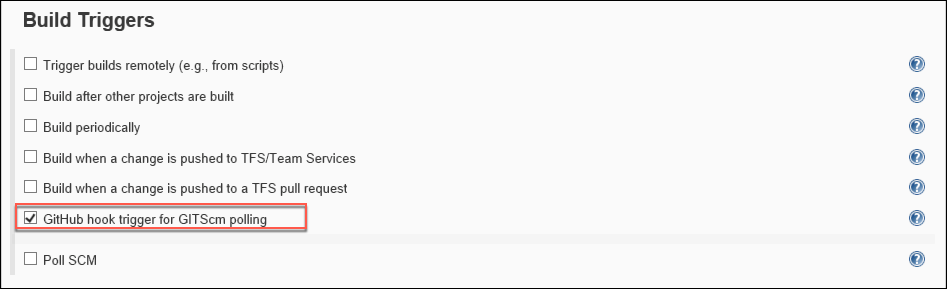 Build Triggers
Trigger builds remotely (e.g., from scripts)
Build after other projects are built
Build periodically
Build when a change is pushed to TFS/Team Services
Build when a change is pushed to a TFS pull request
GitHub hook trigger for GITScm polling
Poll SCM